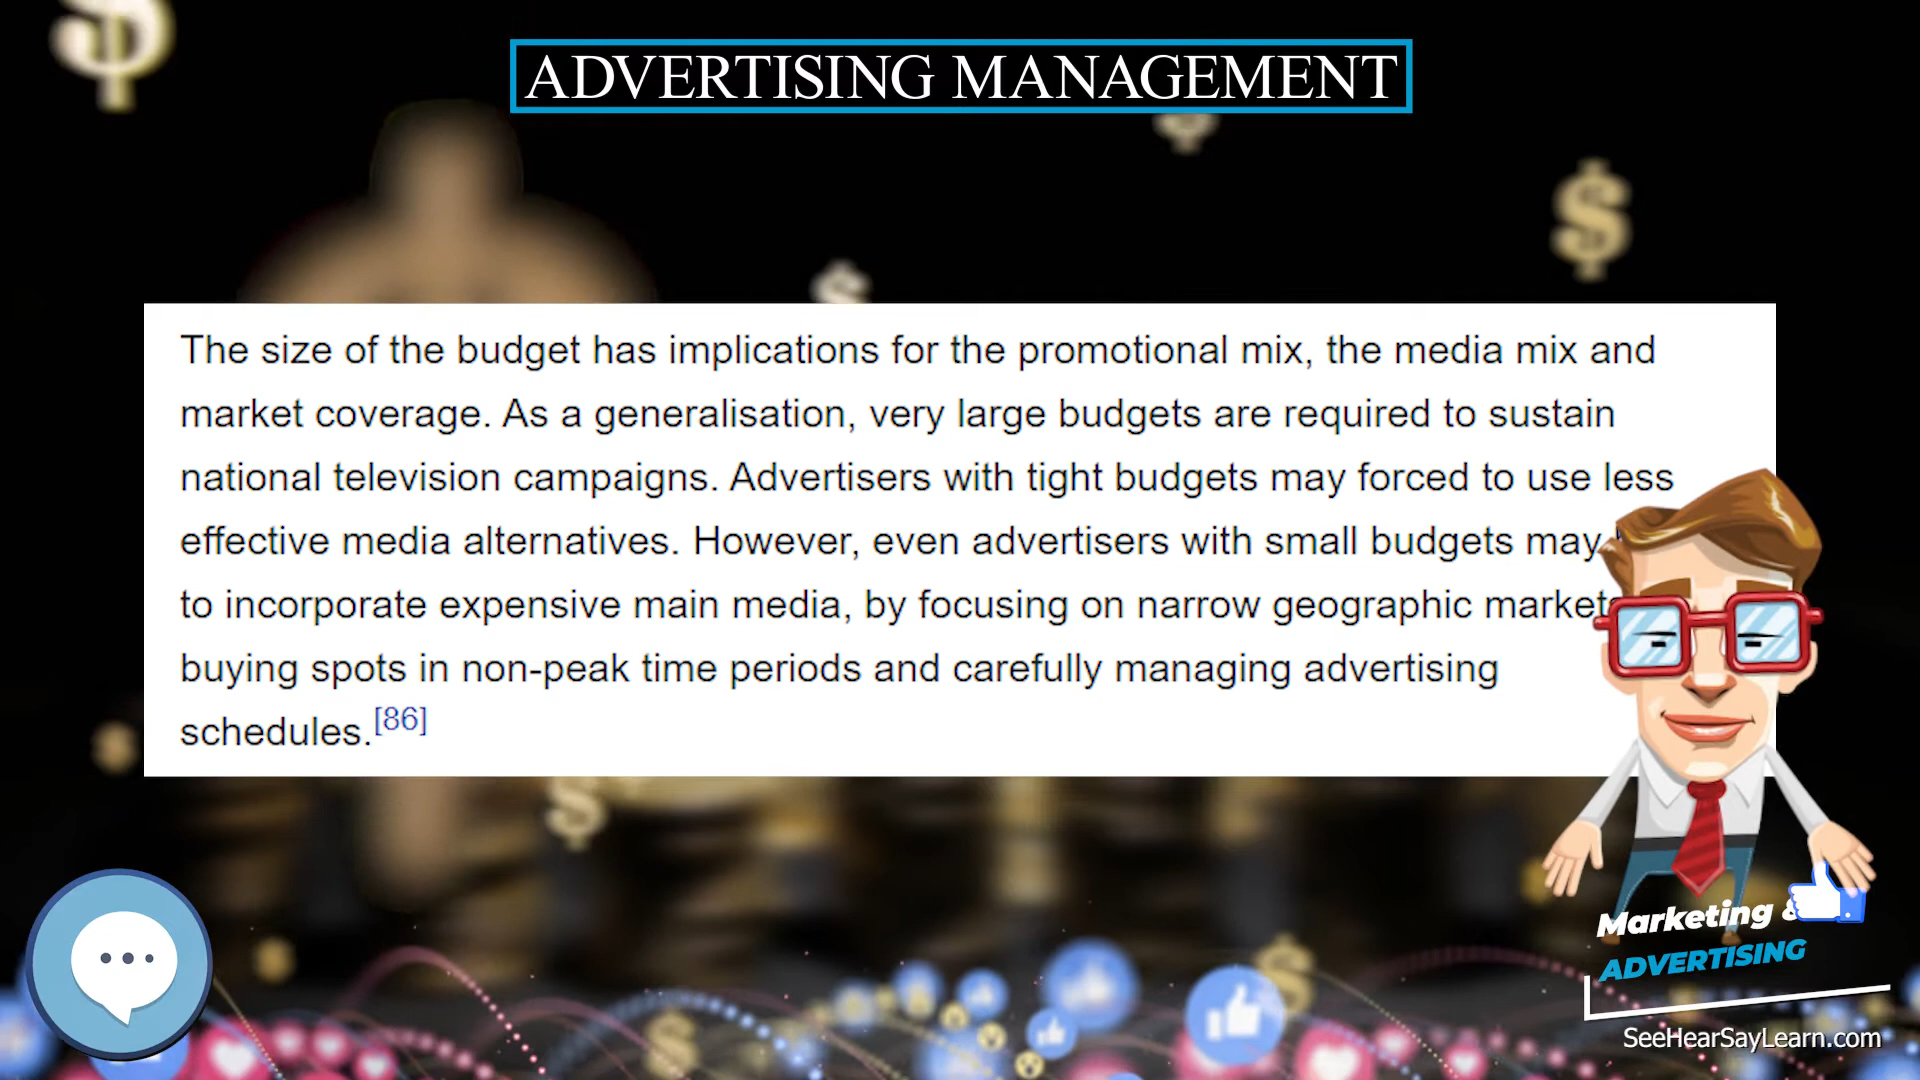 ADVERTISING MANAGEMENT
The size of the budget has implications for the promotional mix, the media mix and
market coverage. As a generalisation, very large budgets are required to sustain
national television campaigns. Advertisers with tight budgets may forced to use less
effective media alternatives. However, even advertisers with small budgets may
to incorporate expensive main media, by focusing on narrow geographic markets
buying spots in non-peak time periods and carefully managing advertising
schedules.[86]
Marketing &
ADVERTISING
SeeHearSayLearn.com